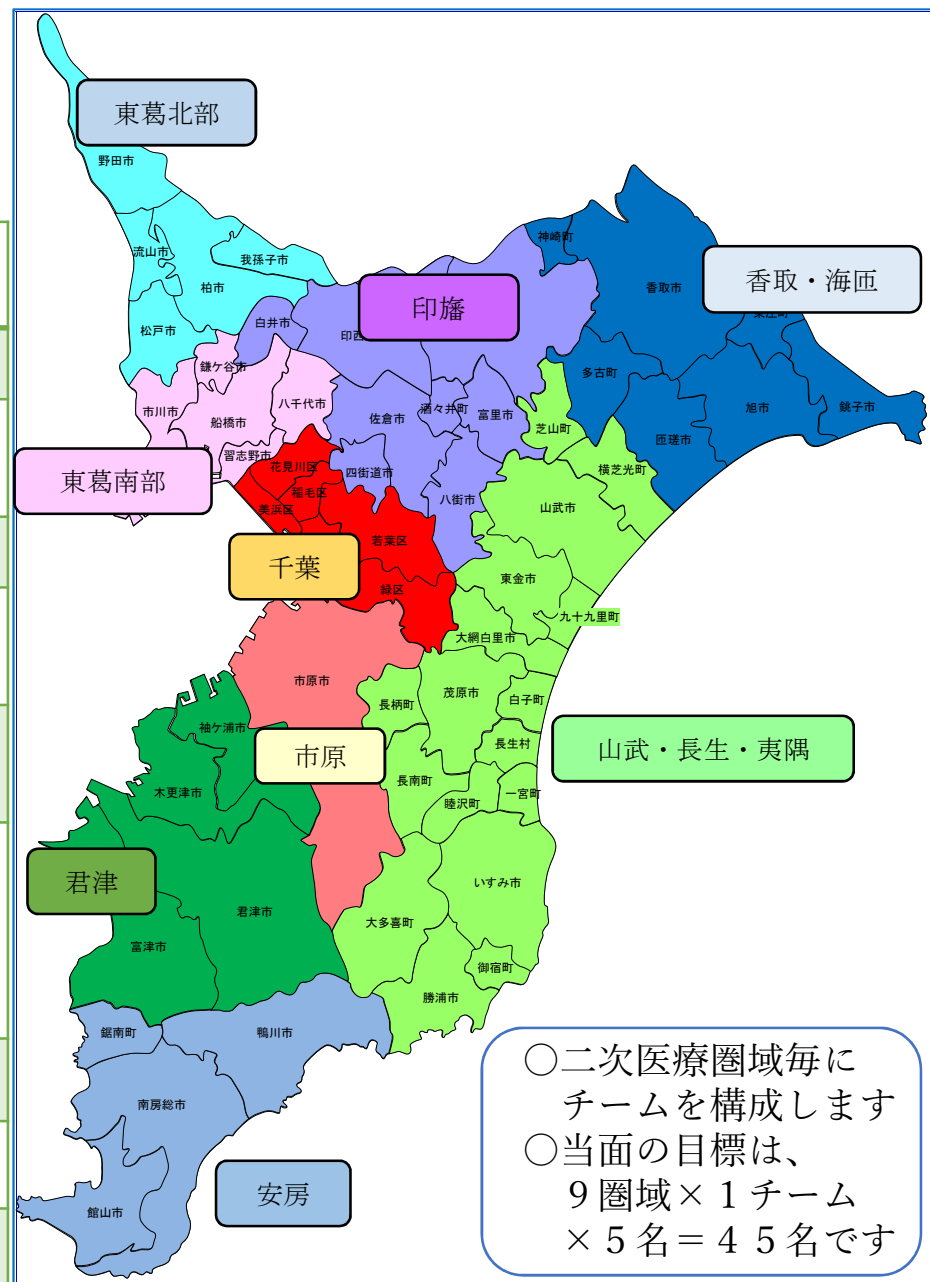 東葛北部
野田市
流山市
我孫子市
柏市
松戸市
神崎町
香取市
香取・海匝
印旛
白井市
鎌ケ谷市
市川市
船橋市
八千代市
習志野市
東葛南部
佐倉市
酒々井町
富里市
四街道市
八街市
多古町
旭市
銚子市
匝瑳市
芝山町
横芝光町
山武市
花見川区
稲毛区
美浜区
若葉区
千葉
緑区
東金市
九十九里町
大網白里市
市原市
長柄町
茂原市
白子町
袖ケ浦市
市原
長生村
山武・長生・夷隅
木更津市
長南町
睦沢町
一宮町
君津
君津市
富津市
いすみ市
大多喜町
御宿町
勝浦市
鋸南町
鴨川市
南房総市
安房
館山市
○二次医療圏域毎に
チームを構成します
○当面の目標は、
９圏域×１チーム
×５名＝４５名です